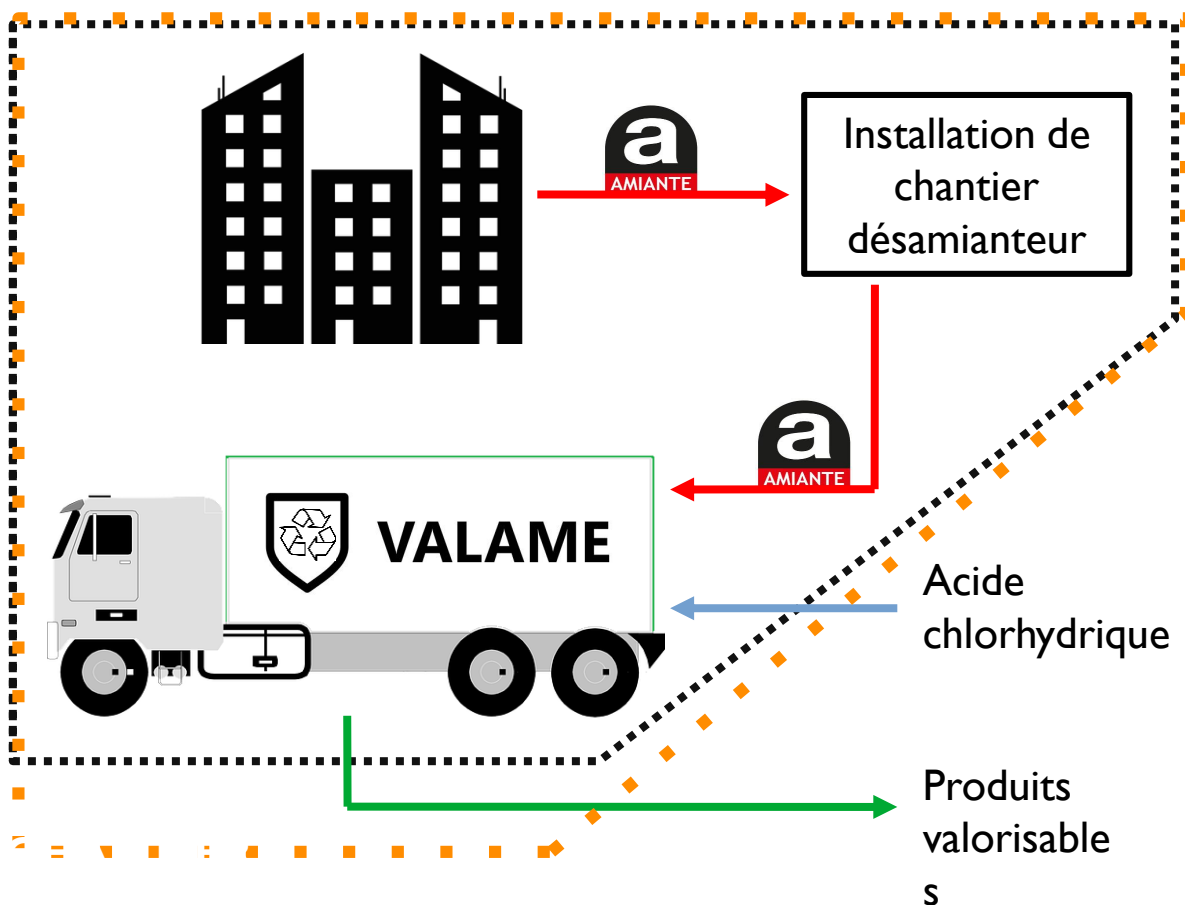 a
AMIANTE
Installation de
chantier
désamianteur
a
AMIANTE
VALAME
Acide
chlorhydrique
Produits
valorisable
s